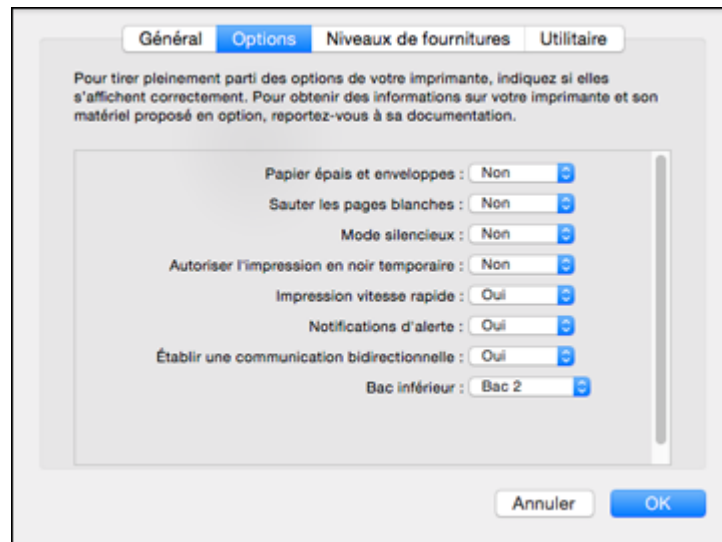 Général Options Niveaux de fournitures Utilitaire
Pour tirer pleinement parti des options de votre imprimante, indiquez si elles
s'affichent correctement. Pour obtenir des informations sur votre imprimante et son
matériel proposé en option, reportez-vous à sa documentation.
Papier épais et enveloppes : Non
Sauter les pages blanches : Non
Mode silencieux : Non
Autoriser l'impression en noir temporaire : Non
Impression vitesse rapide : Oui
Notifications d'alerte : Oui
Établir une communication bidirectionnelle : Oui
Bac inférieur : Bac 2
Annuler OK